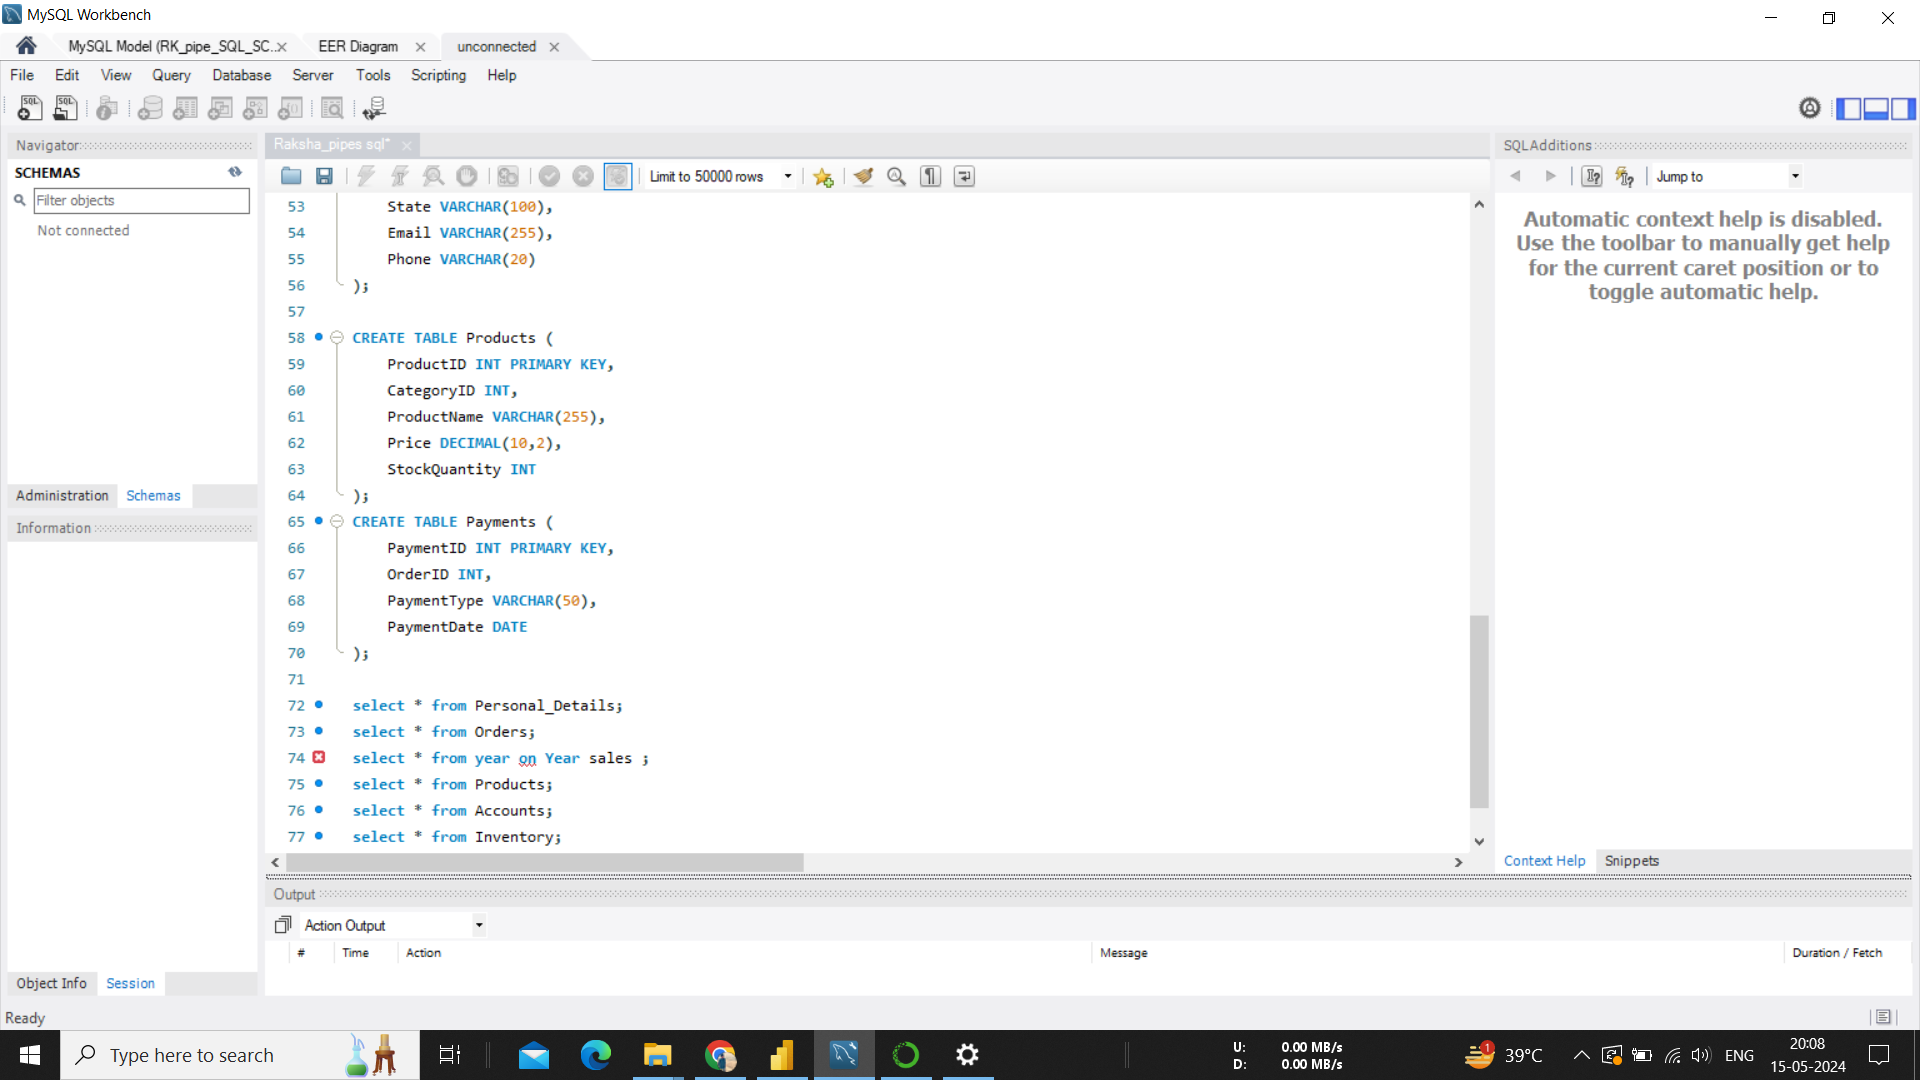 MySQL Workbench
MySQL Model (RK_pipe_SQL_SC..
EER Diagram
unconnected
File Edit View Query Database Server Tools Scripting Help
Navigator
SCHEMAS
Filter objects
Not connected
Administration Schemas
Information
Object Info Session
Ready
Raksha_pipes sql*
Limit to 50000 rows
53 State VARCHAR(100),
54 Email VARCHAR(255),
55 Phone VARCHAR(20)
56 );
57
58 CREATE TABLE Products (
59 ProductID INT PRIMARY KEY,
60 CategoryID INT,
61 ProductName VARCHAR(255),
62 Price DECIMAL(10,2),
63 StockQuantity INT
64 );
65 CREATE TABLE Payments (
66 PaymentID INT PRIMARY KEY,
67 OrderID INT,
68 PaymentType VARCHAR(50),
69 PaymentDate DATE
70 );
71
72 select * from Personal_Details;
73 select * from Orders;
74 select * from year on Year sales ;
75 select * from Products;
76 select * from Accounts;
77 select * from Inventory;
SQLAdditions
Jump to
Automatic context help is disabled.
Use the toolbar to manually get help
for the current caret position or to
toggle automatic help.
Context Help Snippets
Output
Action Output
# Time Action Message Duration / Fetch
Type here to search
U: 0.00 MB/s
D: 0.00 MB/s
1
39°C
ENG
20:08
15-05-2024